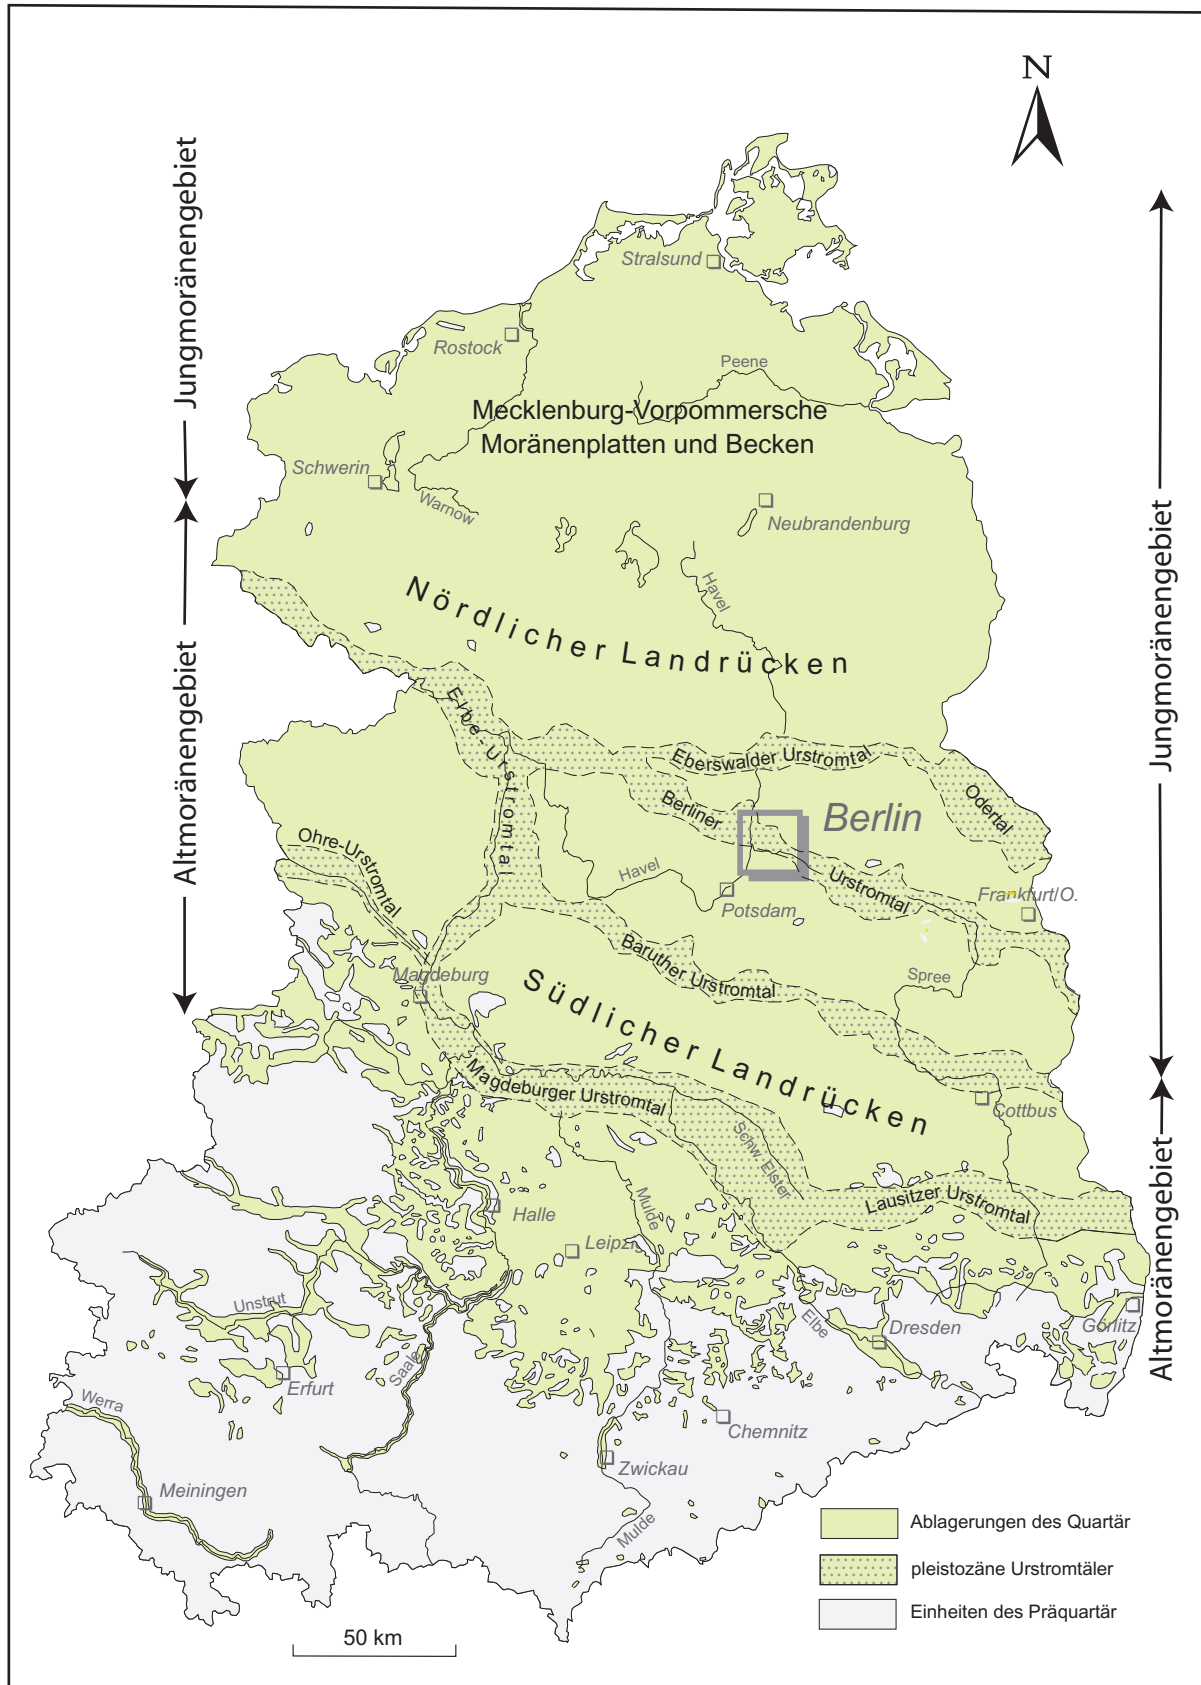 N
Jungmoränengebiet
Stralsund
Rostock
Peene
Mecklenburg-Vorpommersche
Moränenplatten und Becken
Schwerin
Warnow
Neubrandenburg
Havel
Jungmoränengebiet
Nördlicher Landrücken
Altmoränengebiet
Elbe-Urstromtal
Eberswalder Urstromtal
Odertal
Berliner
Berlin
Ohre-Urstromtal
Havel
Urstromtal
Frankfurt/O.
Potsdam
Baruther Urstromtal
Magdeburg
Spree
Südlicher Landrücken
Magdeburger Urstromtal
Cottbus
Schw. Elster
Lausitzer Urstromtal
Altmoränengebiet
Halle
Mulde
Leipzig
Unstrut
Elbe
Dresden
Görlitz
Saale
Erfurt
Werra
Chemnitz
Zwickau
Meiningen
Mulde
Ablagerungen des Quartär
pleistozäne Urstromtäler
Einheiten des Präquartär
50 km